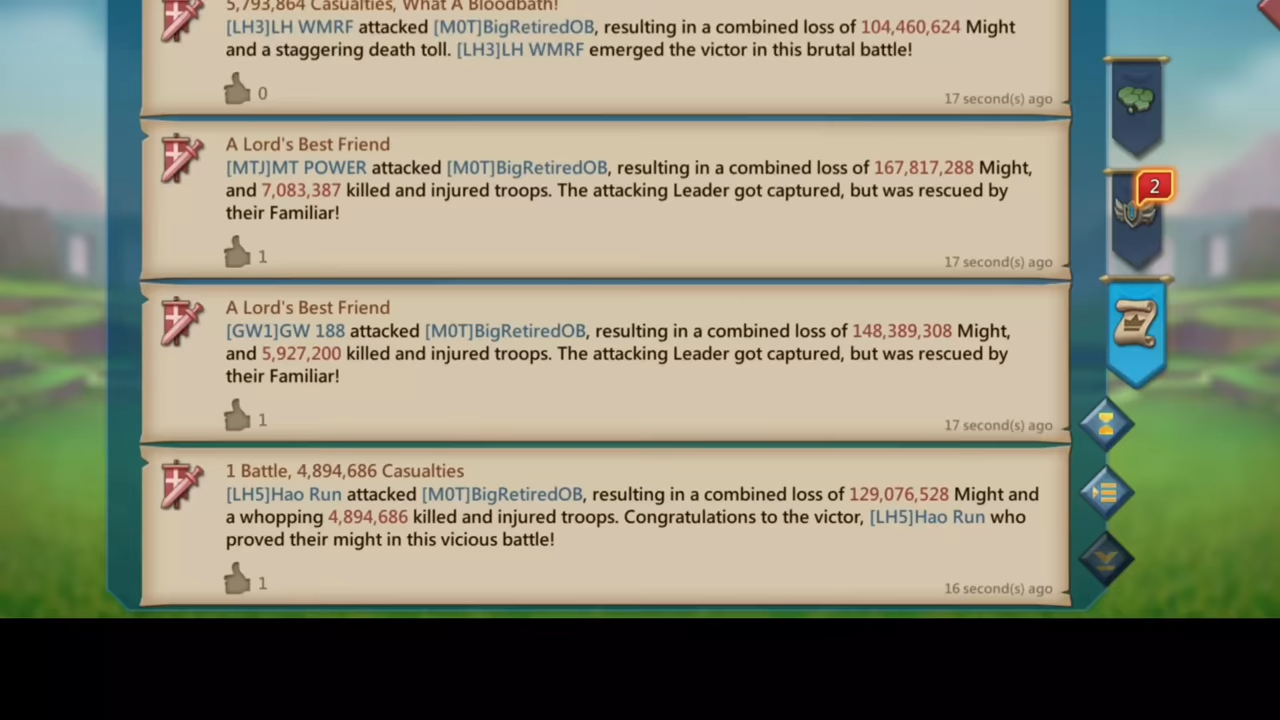 5,793,864 Casualties, What A Bloodbath!
[LH3]LH WMRF attacked [M0T]BigRetiredOB, resulting in a combined loss of 104,460,624 Might
and a staggering death toll. [LH3]LH WMRF emerged the victor in this brutal battle!
0
17 second(s) ago
A Lord's Best Friend
[MTJ]MT POWER attacked [M0T]BigRetiredOB, resulting in a combined loss of 167,817,288 Might,
and 7,083,387 killed and injured troops. The attacking Leader got captured, but was rescued by
their Familiar!
1
17 second(s) ago
2
A Lord's Best Friend
[GW1]GW 188 attacked [M0T]BigRetiredOB, resulting in a combined loss of 148,389,308 Might,
and 5,927,200 killed and injured troops. The attacking Leader got captured, but was rescued by
their Familiar!
1
17 second(s) ago
1 Battle, 4,894,686 Casualties
[LH5]Hao Run attacked [M0T]BigRetiredOB, resulting in a combined loss of 129,076,528 Might and
a whopping 4,894,686 killed and injured troops. Congratulations to the victor, [LH5]Hao Run who
proved their might in this vicious battle!
1
16 second(s) ago